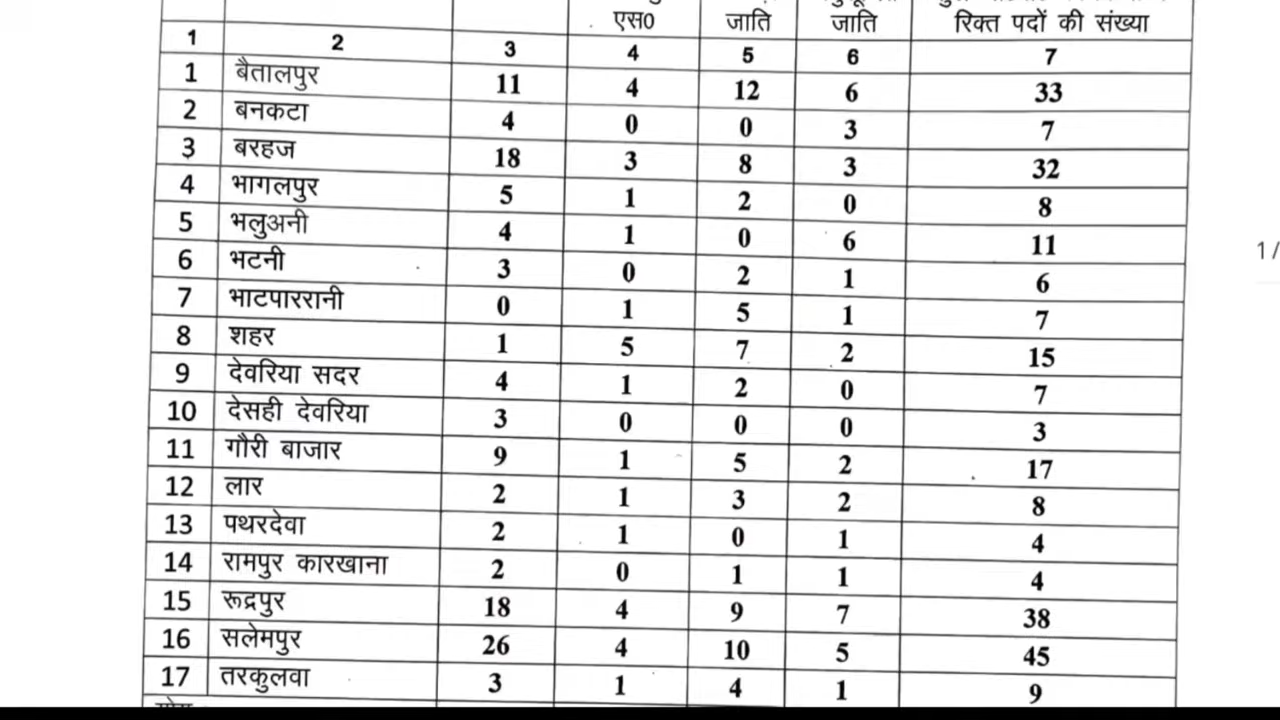 एस0 जाति जाति रिक्त पदों की संख्या
1 2 3 4 5 6 7
1 बैतालपुर 11 4 12 6 33
2 बनकटा 4 0 0 3 7
3 बरहज 18 3 8 3 32
4 भागलपुर 5 1 2 0 8
5 भलुअनी 4 1 0 6 11
6 भटनी 3 0 2 1 6
7 भाटपाररानी 0 1 5 1 7
8 शहर 1 5 7 2 15
9 देवरिया सदर 4 1 2 0 7
10 देसही देवरिया 3 0 0 0 3
11 गौरी बाजार 9 1 5 2 17
12 लार 2 1 3 2 8
13 पथरदेवा 2 1 0 1 4
14 रामपुर कारखाना 2 0 1 1 4
15 रूद्रपुर 18 4 9 7 38
16 सलेमपुर 26 4 10 5 45
17 तरकुलवा 3 1 4 1 9
1/